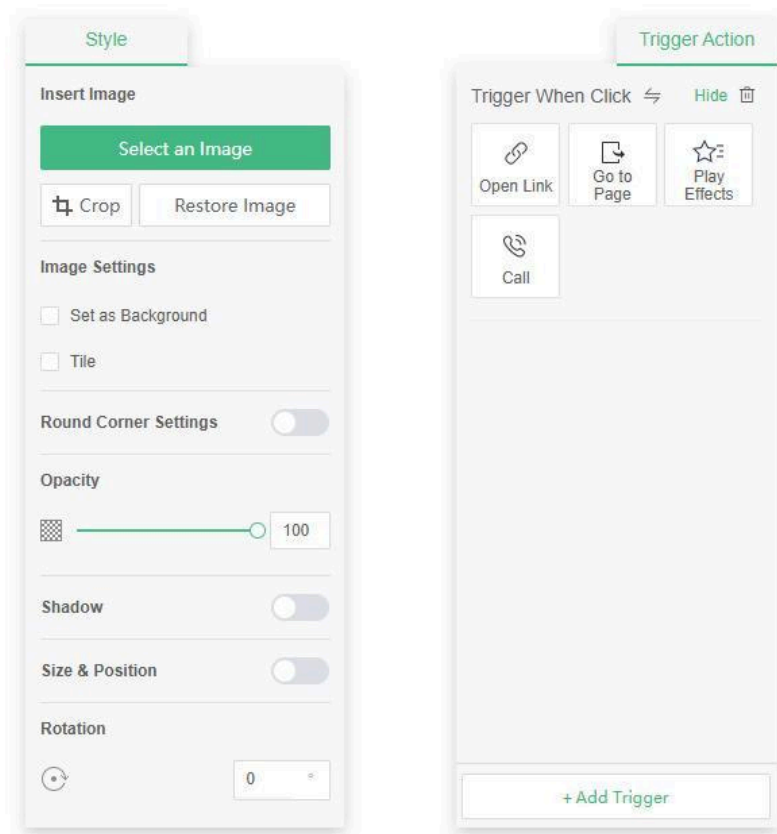 Style
Insert Image
Select an Image
Crop
Restore Image
Image Settings
Set as Background
Tile
Round Corner Settings
Opacity
100
Shadow
Size & Position
Rotation
0 °
Trigger Action
Trigger When Click
Hide
Open Link
Go to
Page
Play
Effects
Call
+ Add Trigger